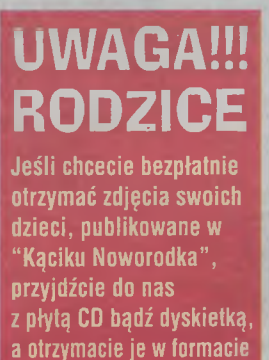 UWAGA!!!
RODZICE
Jeśli chcecie bezpłatnie
otrzymać zdjęcia swoich
dzieci, publikowane w
“Kąciku Noworodka”,
przyjdźcie do nas
z płytą CD bądź dyskietką,
a otrzymacie je w formacie